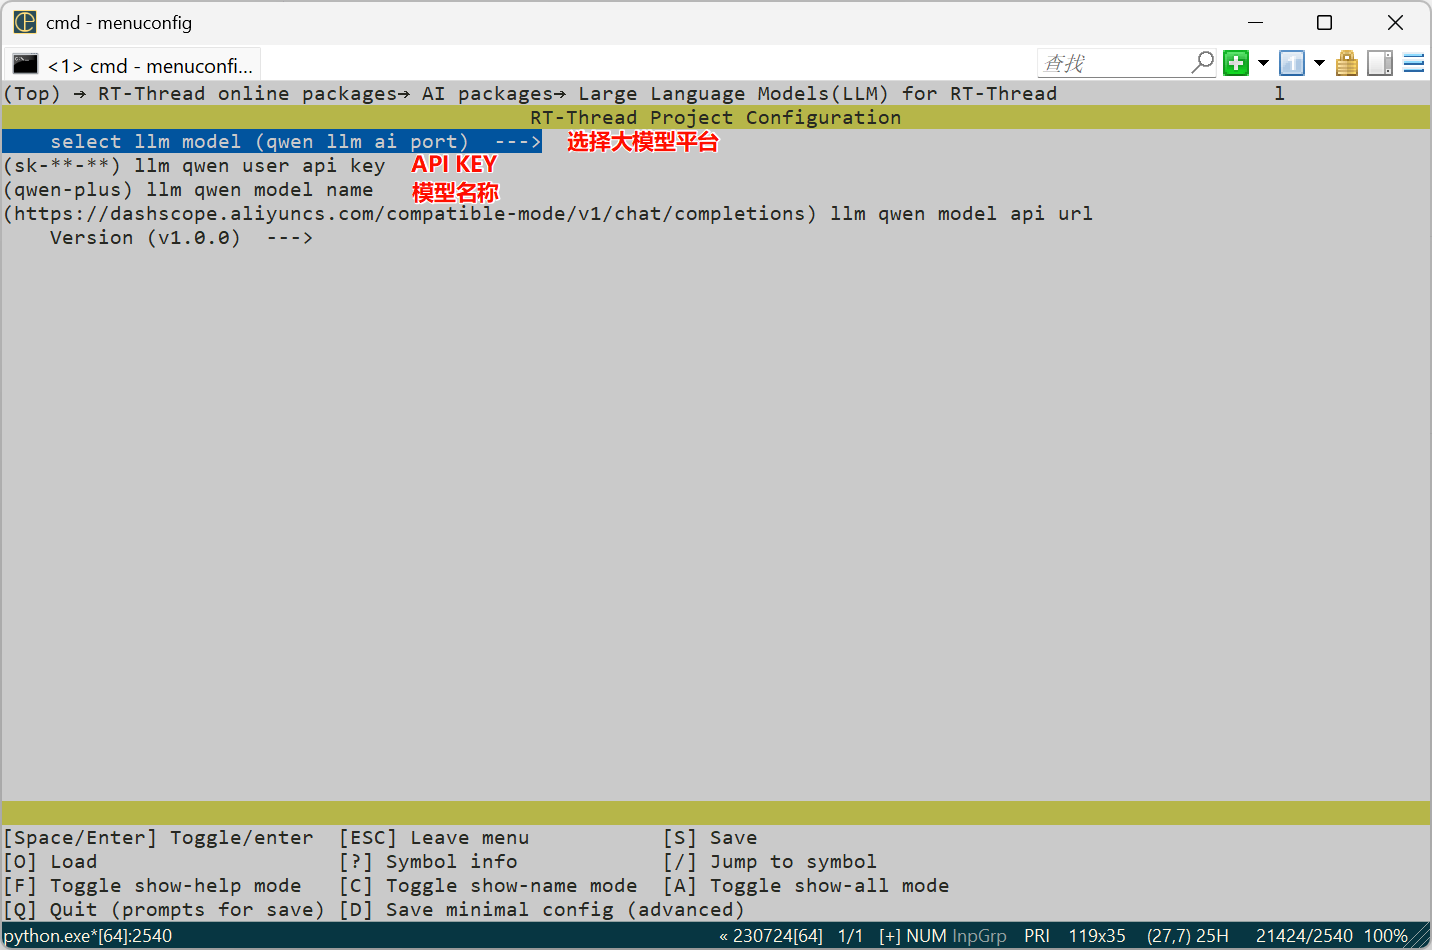 cmd - menuconfig
<1> cmd - menuconfi...
查找
(Top) → RT-Thread online packages→ AI packages→ Large Language Models(LLM) for RT-Thread l
RT-Thread Project Configuration
select llm model (qwen llm ai port) ---> 选择大模型平台
(sk-**-**) llm qwen user api key API KEY
(qwen-plus) llm qwen model name 模型名称
(https://dashscope.aliyuncs.com/compatible-mode/v1/chat/completions) llm qwen model api url
Version (v1.0.0) --->
[Space/Enter] Toggle/enter [ESC] Leave menu [S] Save
[O] Load [?] Symbol info [/] Jump to symbol
[F] Toggle show-help mode [C] Toggle show-name mode [A] Toggle show-all mode
[Q] Quit (prompts for save) [D] Save minimal config (advanced)
python.exe*[64]:2540 « 230724[64] 1/1 [+] NUM InpGrp PRI 119x35 (27,7) 25H 21424/2540 100%